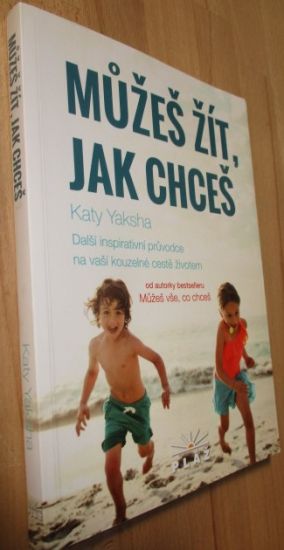 MŮŽEŠ ŽÍT, JAK CHCEŠ
Katy Yaksha
MŮŽEŠ ŽÍT,
JAK CHCEŠ
Katy Yaksha
Další inspirativní průvodce
na vaší kouzelné cestě životem
od autorky bestselleru
Můžeš vše, co chceš
PLAZ